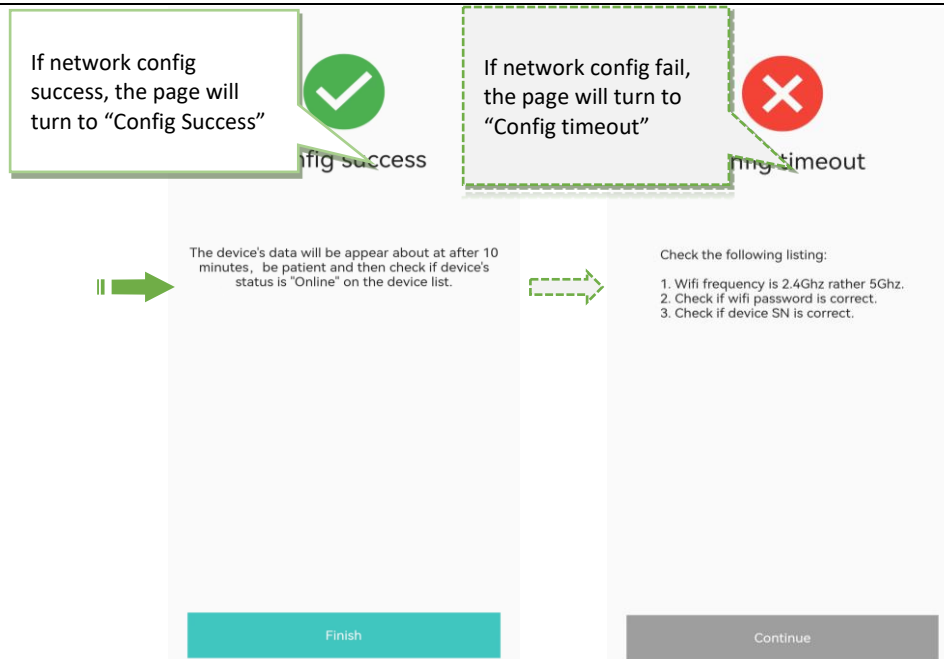 If network config
success, the page will
turn to “Config Success”
nfig success
The device's data will be appear about at after 10
minutes, be patient and then check if device's
status is "Online" on the device list.
Finish
If network config fail,
the page will turn to
“Config timeout”
timeout
Check the following listing:
1. Wifi frequency is 2.4Ghz rather 5Ghz.
2. Check if wifi password is correct.
3. Check if device SN is correct.
Continue